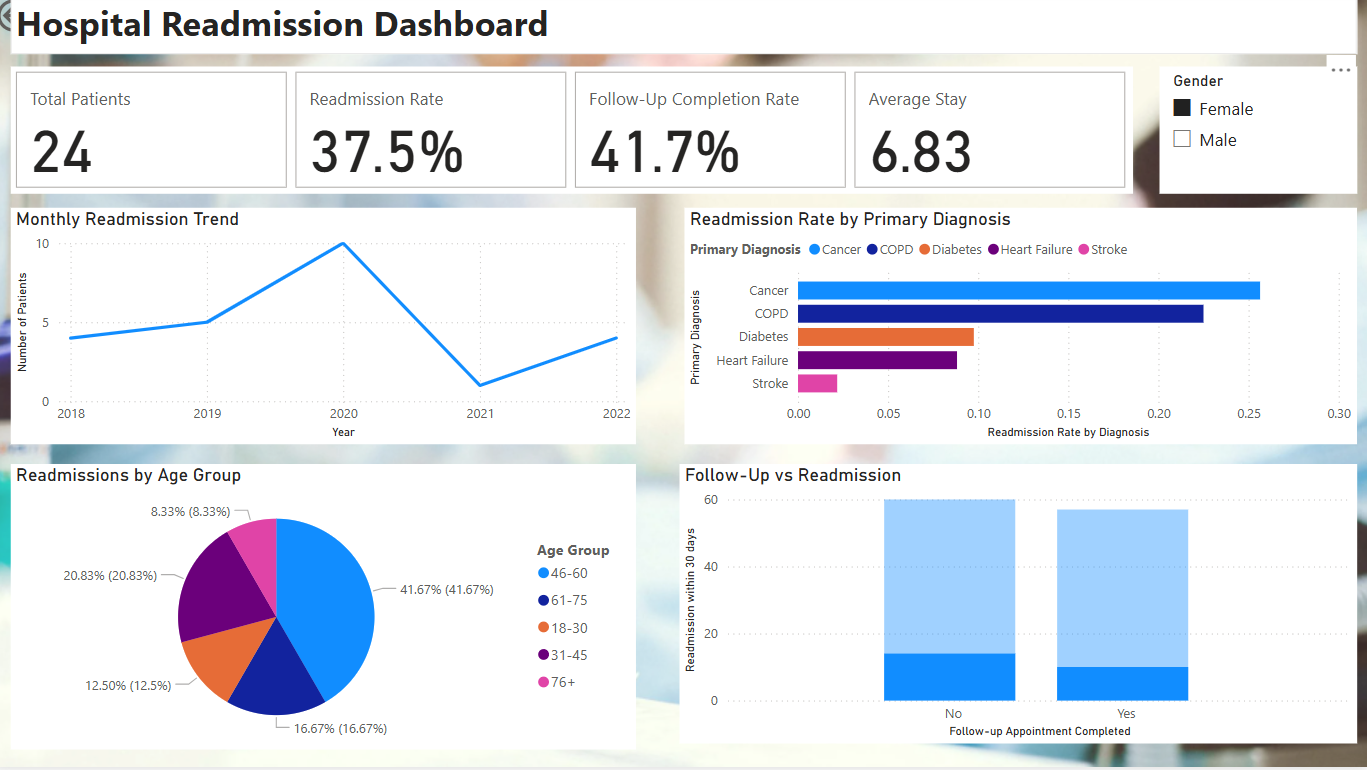 Hospital Readmission Dashboard
Total Patients
24
Readmission Rate
37.5%
Follow-Up Completion Rate
41.7%
Average Stay
6.83
Gender
Female
Male
Monthly Readmission Trend
Number of Patients
10
5
0
2018 2019 2020 2021 2022
Year
Readmission Rate by Primary Diagnosis
Primary Diagnosis Cancer COPD Diabetes Heart Failure Stroke
Primary Diagnosis
Cancer
COPD
Diabetes
Heart Failure
Stroke
0.00 0.05 0.10 0.15 0.20 0.25 0.30
Readmission Rate by Diagnosis
Readmissions by Age Group
8.33% (8.33%)
20.83% (20.83%)
41.67% (41.67%)
12.50% (12.5%)
16.67% (16.67%)
Age Group
46-60
61-75
18-30
31-45
76+
Follow-Up vs Readmission
Readmission within 30 days
60
40
20
0
No Yes
Follow-up Appointment Completed